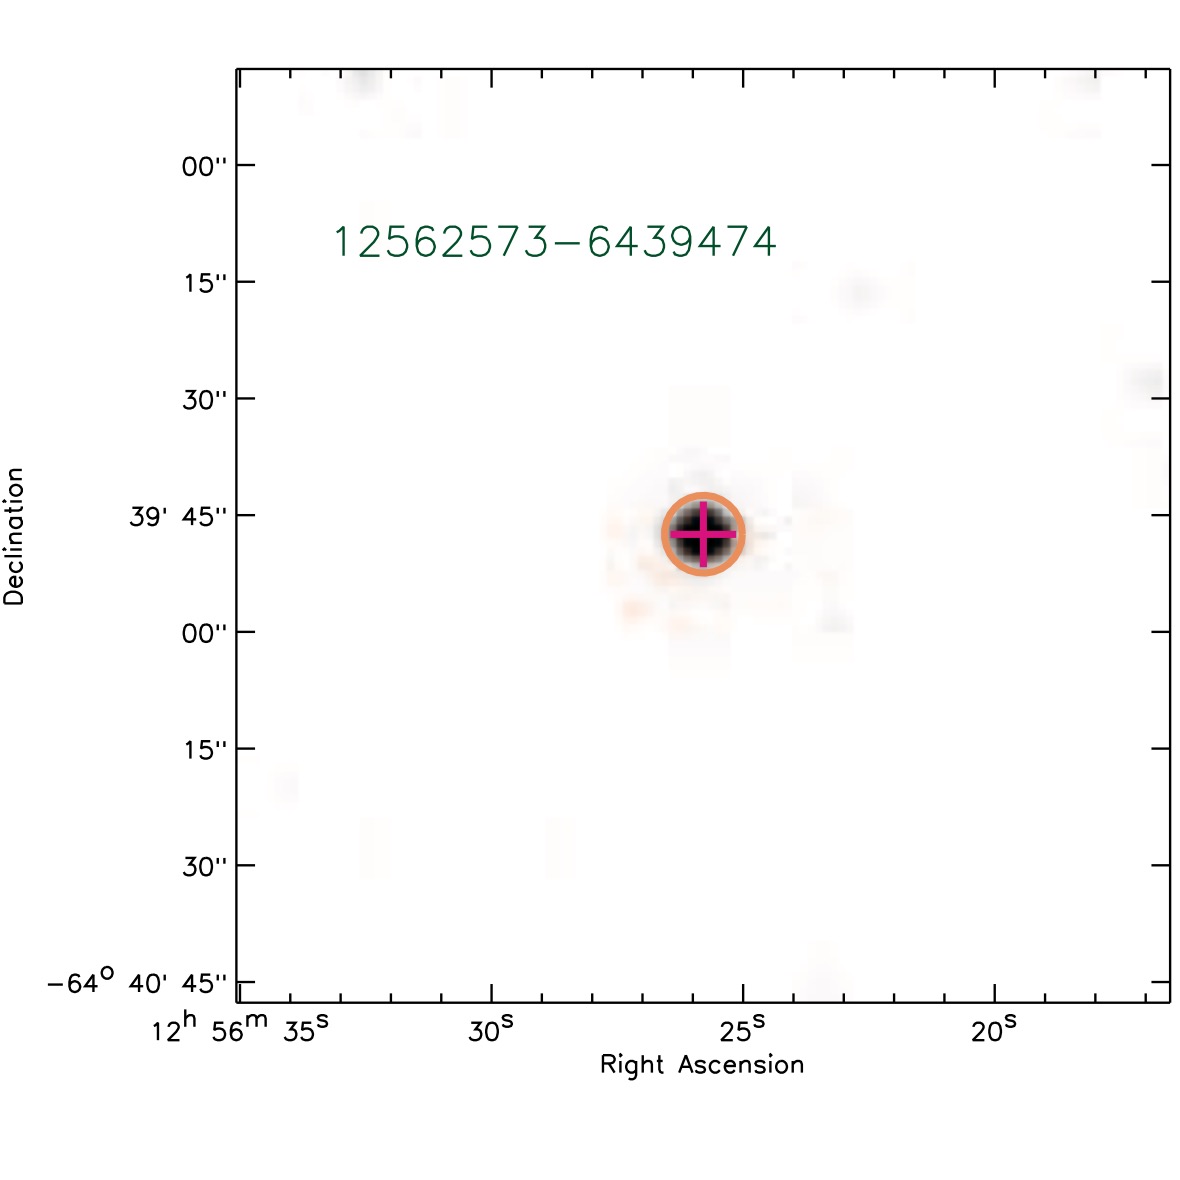 12562573-6439474
00"
15"
30"
39' 45"
00"
15"
30"
-64° 40' 45"
12ʰ 56ᵐ 35ˢ 30ˢ 25ˢ 20ˢ
Right Ascension
Declination